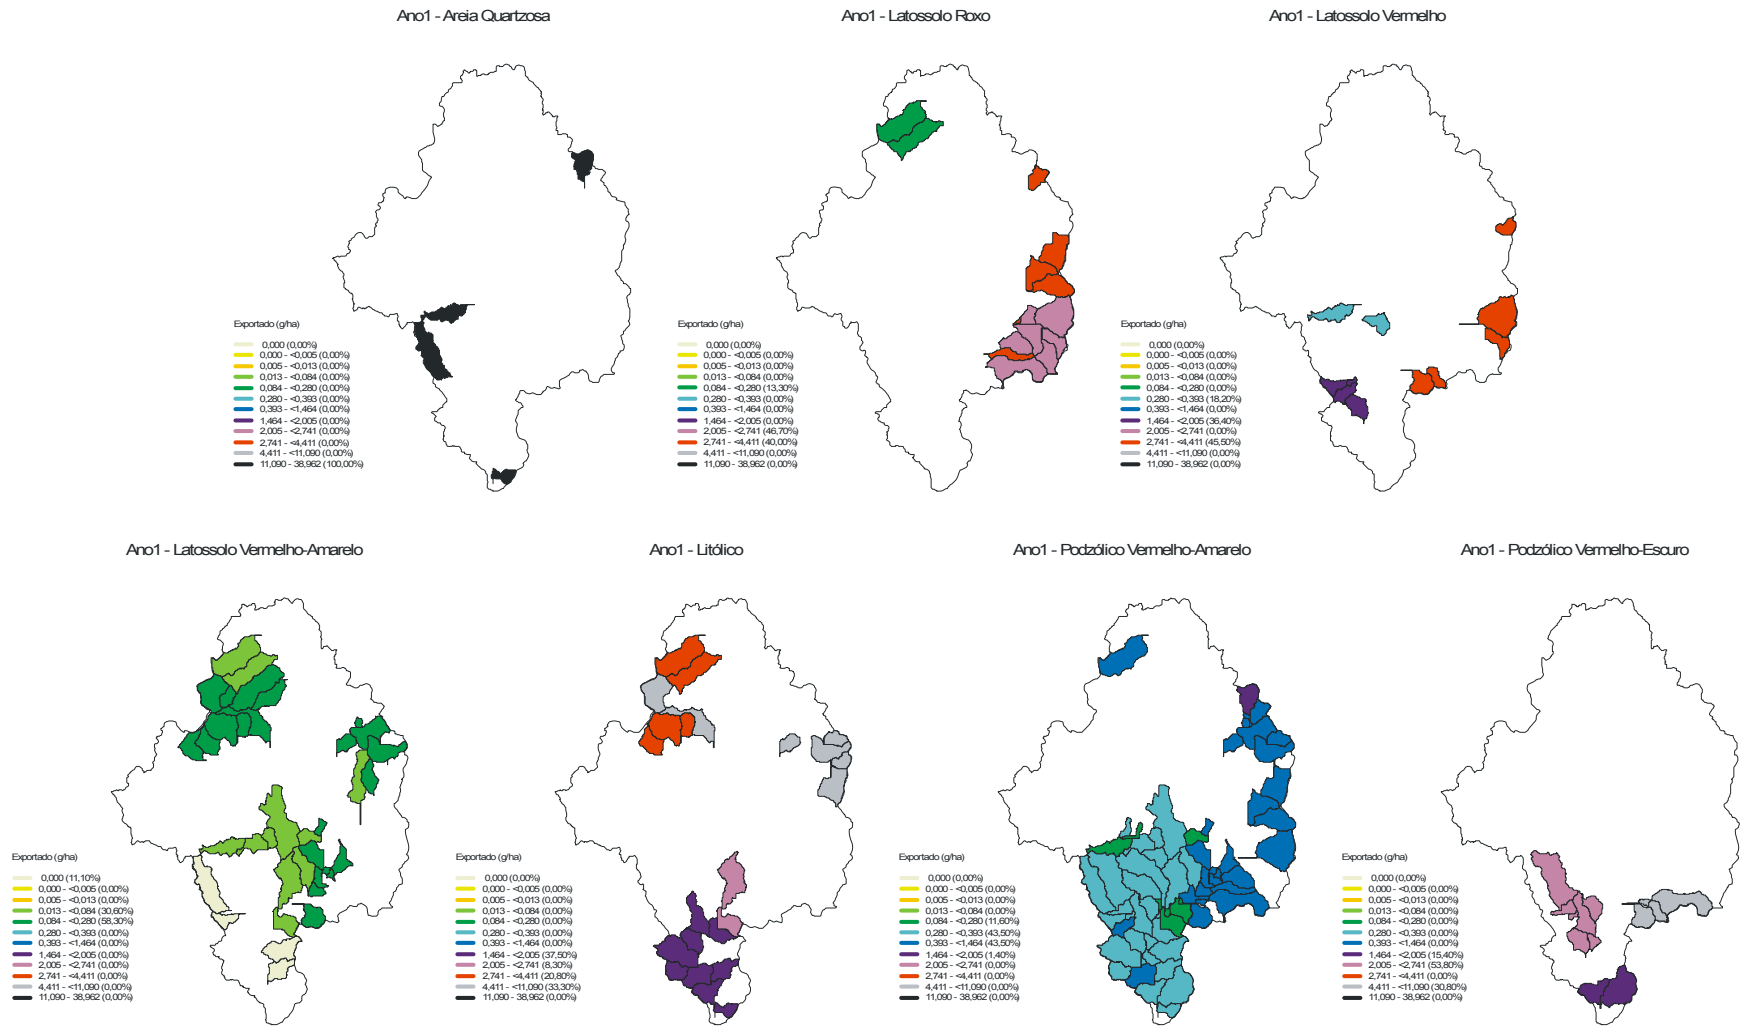 Ano1 - Areia Quartzosa
Exportado (g/ha)
0,000 (0,00%)
0,000 - <0,005 (0,00%)
0,005 - <0,013 (0,00%)
0,013 - <0,084 (0,00%)
0,084 - <0,280 (0,00%)
0,280 - <0,393 (0,00%)
0,393 - <1,464 (0,00%)
1,464 - <2,005 (0,00%)
2,005 - <2,741 (0,00%)
2,741 - <4,411 (0,00%)
4,411 - <11,090 (0,00%)
11,090 - 38,962 (100,00%)
Ano1 - Latossolo Roxo
Exportado (g/ha)
0,000 (0,00%)
0,000 - <0,005 (0,00%)
0,005 - <0,013 (0,00%)
0,013 - <0,084 (0,00%)
0,084 - <0,280 (13,30%)
0,280 - <0,393 (0,00%)
0,393 - <1,464 (0,00%)
1,464 - <2,005 (0,00%)
2,005 - <2,741 (46,70%)
2,741 - <4,411 (40,00%)
4,411 - <11,090 (0,00%)
11,090 - 38,962 (0,00%)
Ano1 - Latossolo Vermelho
Exportado (g/ha)
0,000 (0,00%)
0,000 - <0,005 (0,00%)
0,005 - <0,013 (0,00%)
0,013 - <0,084 (0,00%)
0,084 - <0,280 (0,00%)
0,280 - <0,393 (18,20%)
0,393 - <1,464 (0,00%)
1,464 - <2,005 (36,40%)
2,005 - <2,741 (0,00%)
2,741 - <4,411 (45,50%)
4,411 - <11,090 (0,00%)
11,090 - 38,962 (0,00%)
Ano1 - Latossolo Vermelho-Amarelo
Exportado (g/ha)
0,000 (11,10%)
0,000 - <0,005 (0,00%)
0,005 - <0,013 (0,00%)
0,013 - <0,084 (30,60%)
0,084 - <0,280 (58,30%)
0,280 - <0,393 (0,00%)
0,393 - <1,464 (0,00%)
1,464 - <2,005 (0,00%)
2,005 - <2,741 (0,00%)
2,741 - <4,411 (0,00%)
4,411 - <11,090 (0,00%)
11,090 - 38,962 (0,00%)
Ano1 - Litólico
Exportado (g/ha)
0,000 (0,00%)
0,000 - <0,005 (0,00%)
0,005 - <0,013 (0,00%)
0,013 - <0,084 (0,00%)
0,084 - <0,280 (0,00%)
0,280 - <0,393 (0,00%)
0,393 - <1,464 (0,00%)
1,464 - <2,005 (37,50%)
2,005 - <2,741 (8,30%)
2,741 - <4,411 (20,80%)
4,411 - <11,090 (33,30%)
11,090 - 38,962 (0,00%)
Ano1 - Podzólico Vermelho-Amarelo
Exportado (g/ha)
0,000 (0,00%)
0,000 - <0,005 (0,00%)
0,005 - <0,013 (0,00%)
0,013 - <0,084 (0,00%)
0,084 - <0,280 (11,60%)
0,280 - <0,393 (43,50%)
0,393 - <1,464 (43,50%)
1,464 - <2,005 (1,40%)
2,005 - <2,741 (0,00%)
2,741 - <4,411 (0,00%)
4,411 - <11,090 (0,00%)
11,090 - 38,962 (0,00%)
Ano1 - Podzólico Vermelho-Escuro
Exportado (g/ha)
0,000 (0,00%)
0,000 - <0,005 (0,00%)
0,005 - <0,013 (0,00%)
0,013 - <0,084 (0,00%)
0,084 - <0,280 (0,00%)
0,280 - <0,393 (0,00%)
0,393 - <1,464 (0,00%)
1,464 - <2,005 (15,40%)
2,005 - <2,741 (53,80%)
2,741 - <4,411 (0,00%)
4,411 - <11,090 (30,80%)
11,090 - 38,962 (0,00%)